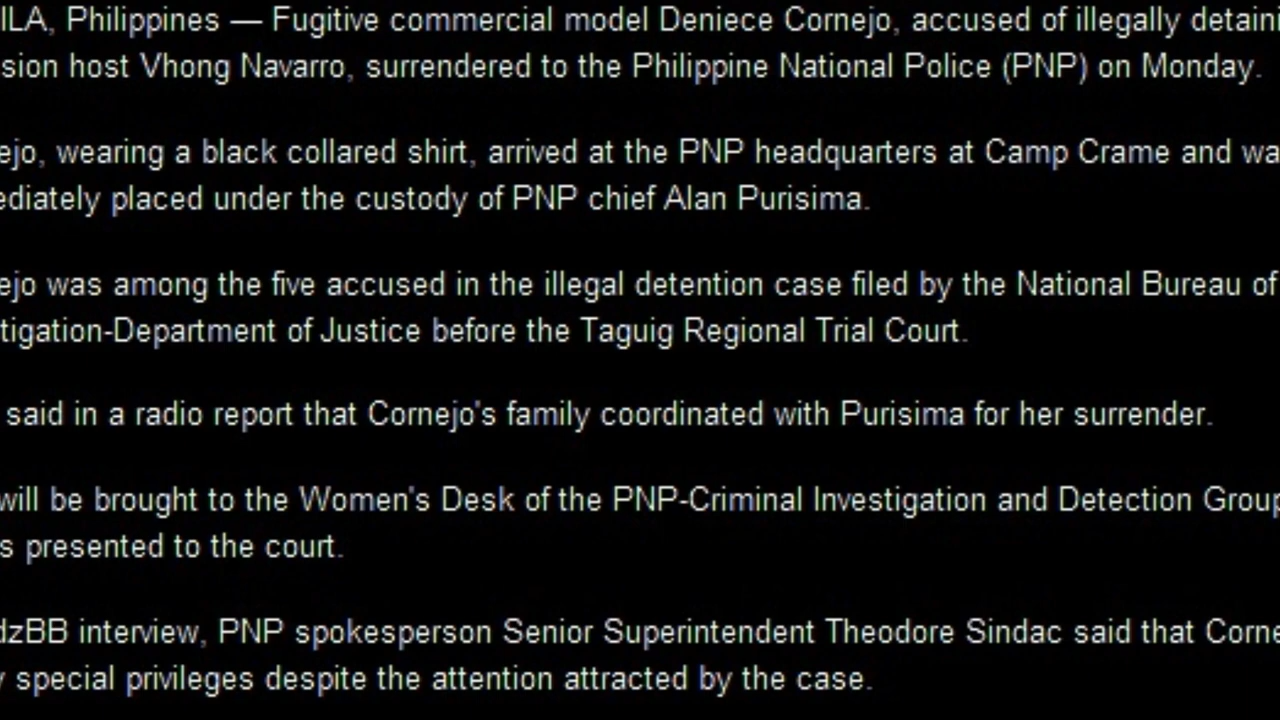 ILA, Philippines — Fugitive commercial model Deniece Cornejo, accused of illegally detaini
sion host Vhong Navarro, surrendered to the Philippine National Police (PNP) on Monday.
ejo, wearing a black collared shirt, arrived at the PNP headquarters at Camp Crame and wa
ediately placed under the custody of PNP chief Alan Purisima.
ejo was among the five accused in the illegal detention case filed by the National Bureau of
tigation-Department of Justice before the Taguig Regional Trial Court.
said in a radio report that Cornejo's family coordinated with Purisima for her surrender.
will be brought to the Women's Desk of the PNP-Criminal Investigation and Detection Group
s presented to the court.
dzBB interview, PNP spokesperson Senior Superintendent Theodore Sindac said that Corne
y special privileges despite the attention attracted by the case.